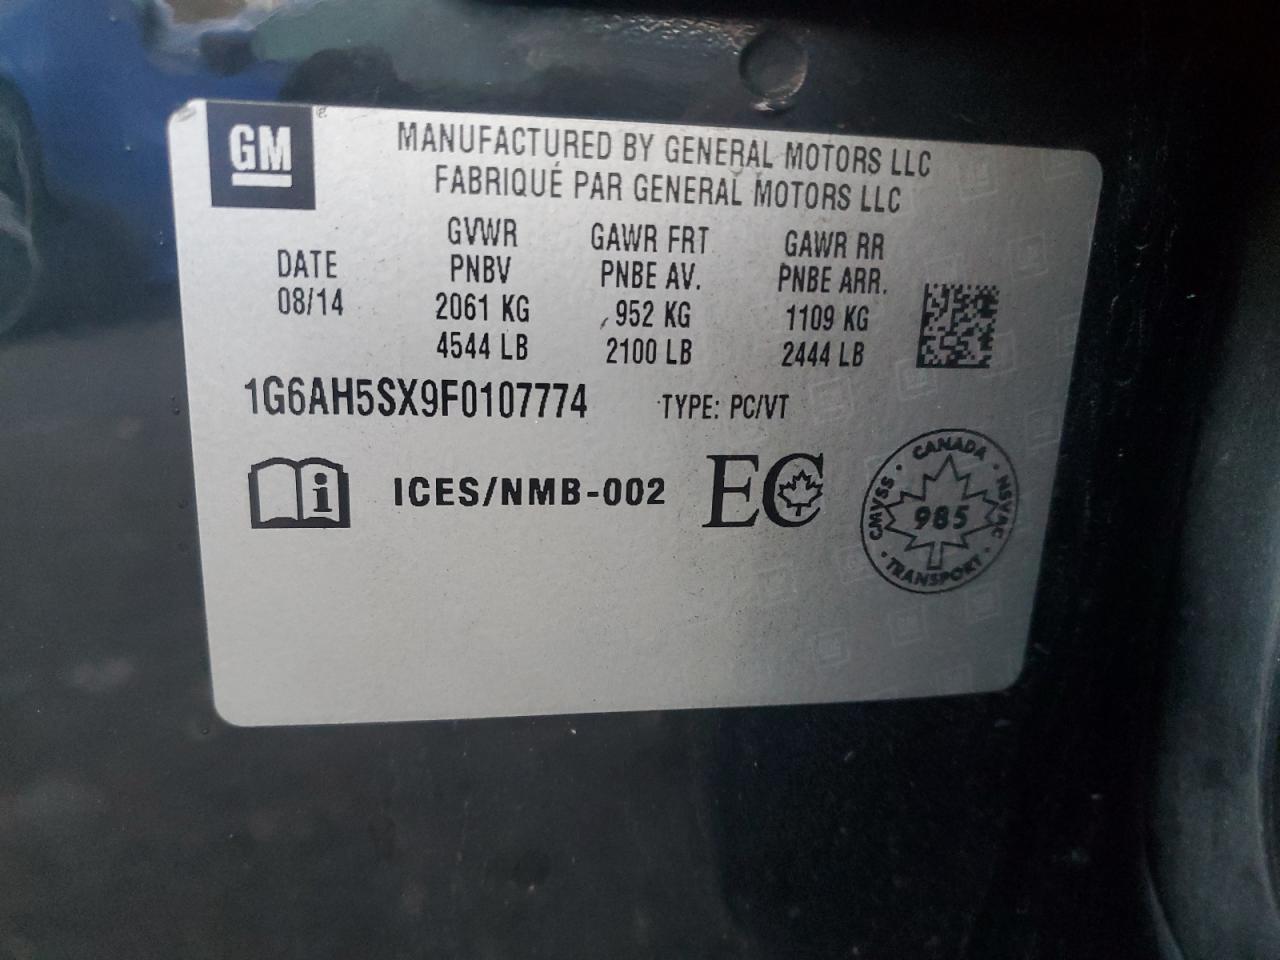 GM
MANUFACTURED BY GENERAL MOTORS LLC
FABRIQUÉ PAR GENERAL MOTORS LLC
DATE
08/14
GVWR
PNBV
2061 KG
4544 LB
GAWR FRT
PNBE AV.
952 KG
2100 LB
GAWR RR
PNBE ARR.
1109 KG
2444 LB
1G6AH5SX9F0107774 TYPE: PC/VT
i ICES/NMB-002 EC
CANADA
CMVSS 985 NSVAC
TRANSPORT